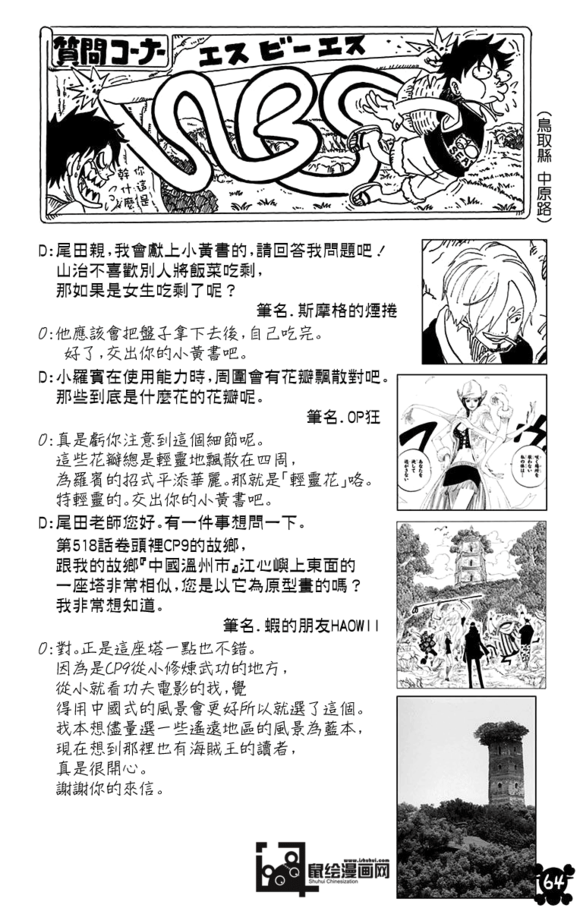 質問コーナー
エスビーエス
SBS
你這是
幹什麼
(鳥取縣 中原路)
D:尾田親,我會獻上小黃書的,請回答我問題吧!
山治不喜歡別人將飯菜吃剩,
那如果是女生吃剩了呢?
筆名.斯摩格的煙捲
O:他應該會把盤子拿下去後,自己吃完。
好了,交出你的小黃書吧。
D:小羅賓在使用能力時,周圍會有花瓣飄散對吧。
那些到底是什麼花的花瓣呢。
筆名.OP狂
O:真是虧你注意到這個細節呢。
這些花瓣總是輕靈地飄散在四周,
為羅賓的招式平添華麗。那就是「輕靈花」咯。
特輕靈的。交出你的小黃書吧。
D:尾田老師您好。有一件事想問一下。
第518話卷頭裡CP9的故鄉,
跟我的故鄉『中國溫州市』江心嶼上東面的
一座塔非常相似,您是以它為原型畫的嗎?
我非常想知道。
筆名.蝦的朋友HAOWII
O:對。正是這座塔一點也不錯。
因為是CP9從小修煉武功的地方,
從小就看功夫電影的我,覺
得用中國式的風景會更好所以就選了這個。
我本想儘量選一些遙遠地區的風景為藍本,
現在想到那裡也有海賊王的讀者,
真是很開心。
謝謝你的來信。
www.ishuhui.com
鼠绘漫画网
Shuhui Chinesization
64